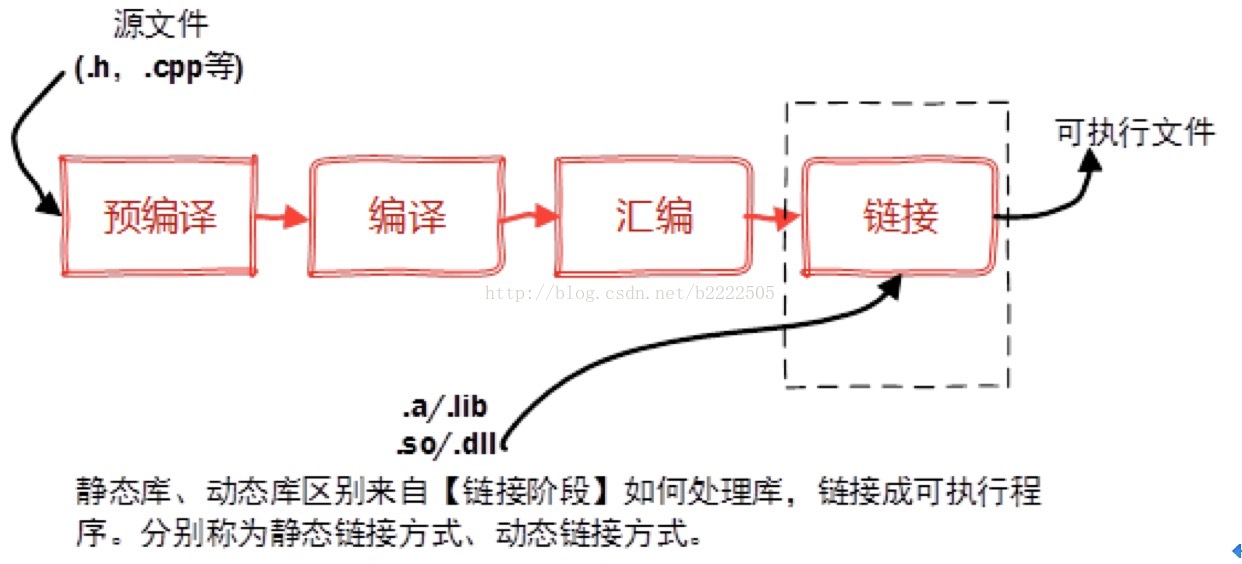 源文件
(.h，.cpp等)
可执行文件
预编译
编译
汇编
链接
http://blog.csdn.net/b2222505
.a/.lib
.so/.dll
静态库、动态库区别来自【链接阶段】如何处理库，链接成可执行程
序。分别称为静态链接方式、动态链接方式。